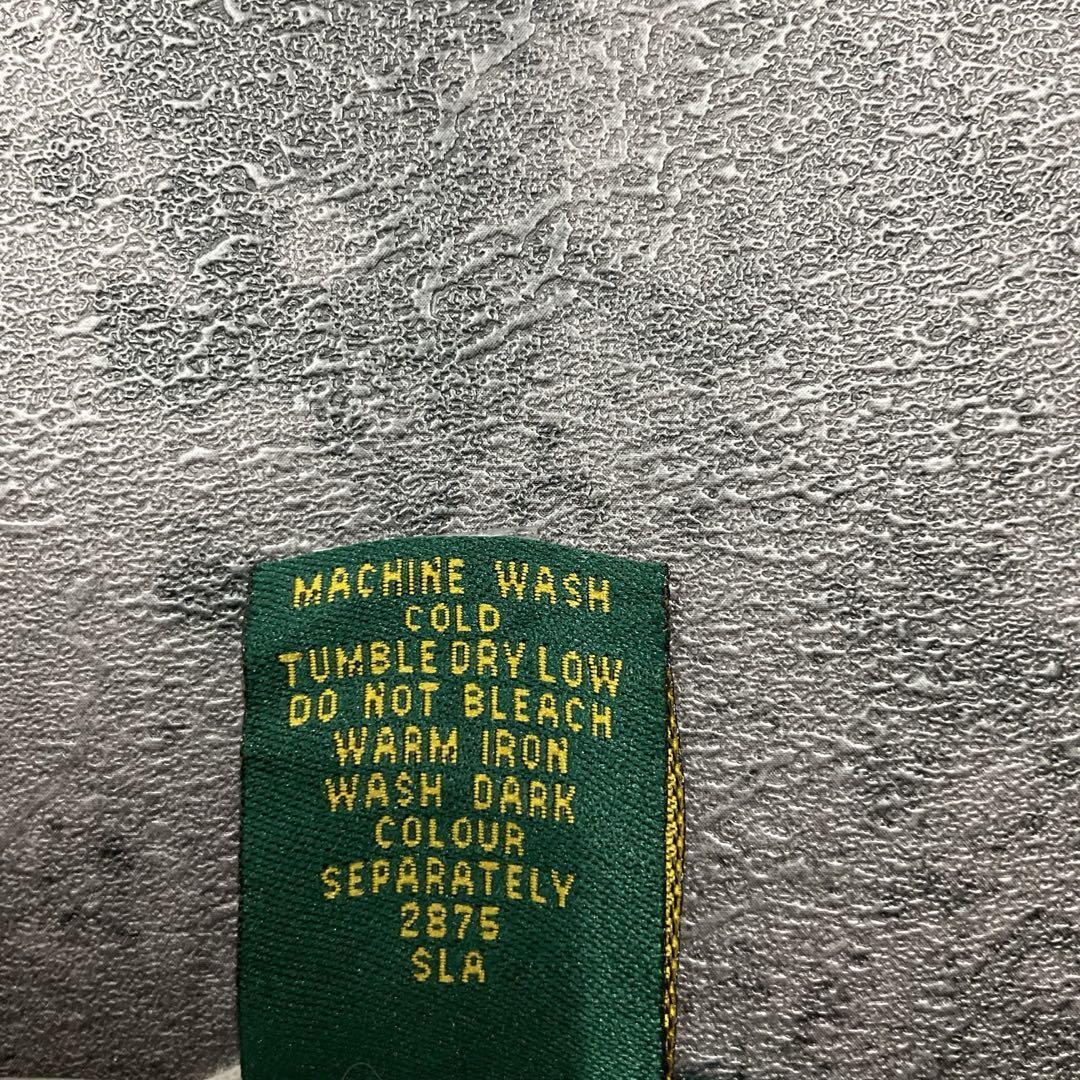 MACHINE WASH
COLD
TUMBLE DRY LOW
DO NOT BLEACH
WARM IRON
WASH DARK
COLOUR
SEPARATELY
2875
SLA